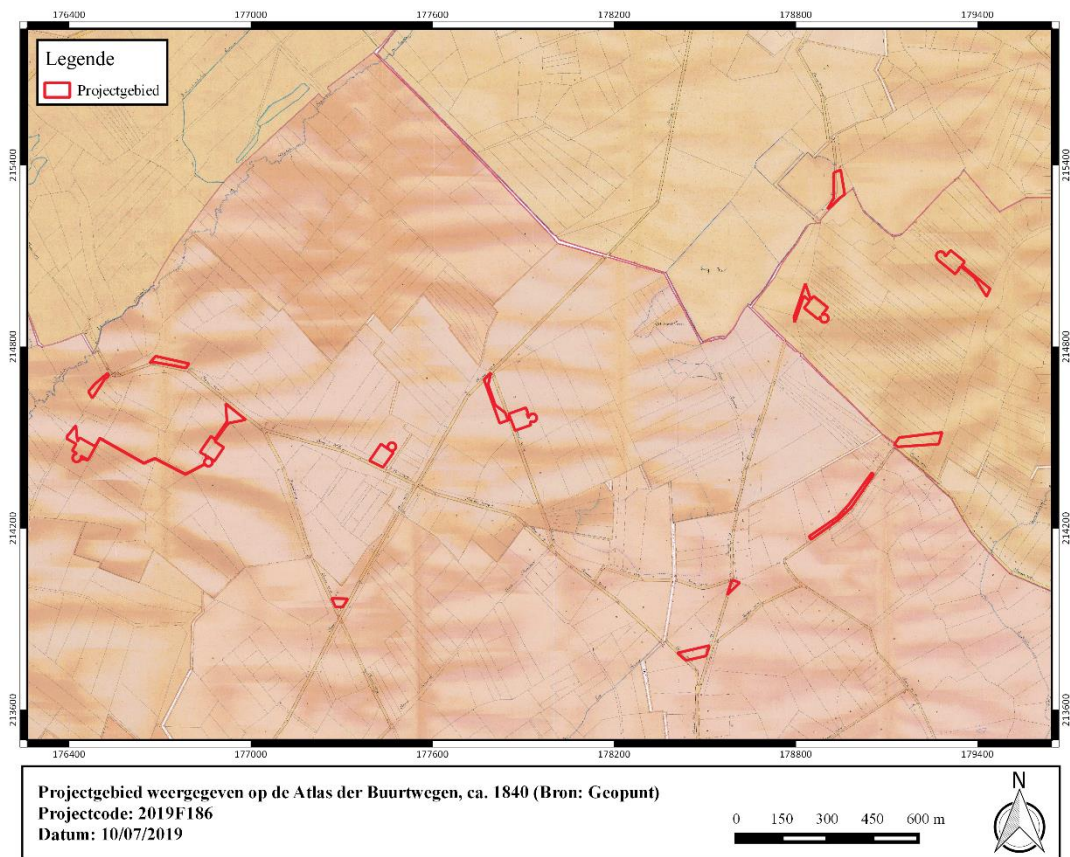 176400 177000 177600 178200 178800 179400
Legende
Projectgebied
215400 215400
214800 214800
214200 214200
213600 213600
176400 177000 177600 178200 178800 179400
Projectgebied weergegeven op de Atlas der Buurtwegen, ca. 1840 (Bron: Geopunt)
Projectcode: 2019F186
Datum: 10/07/2019
0 150 300 450 600 m
N